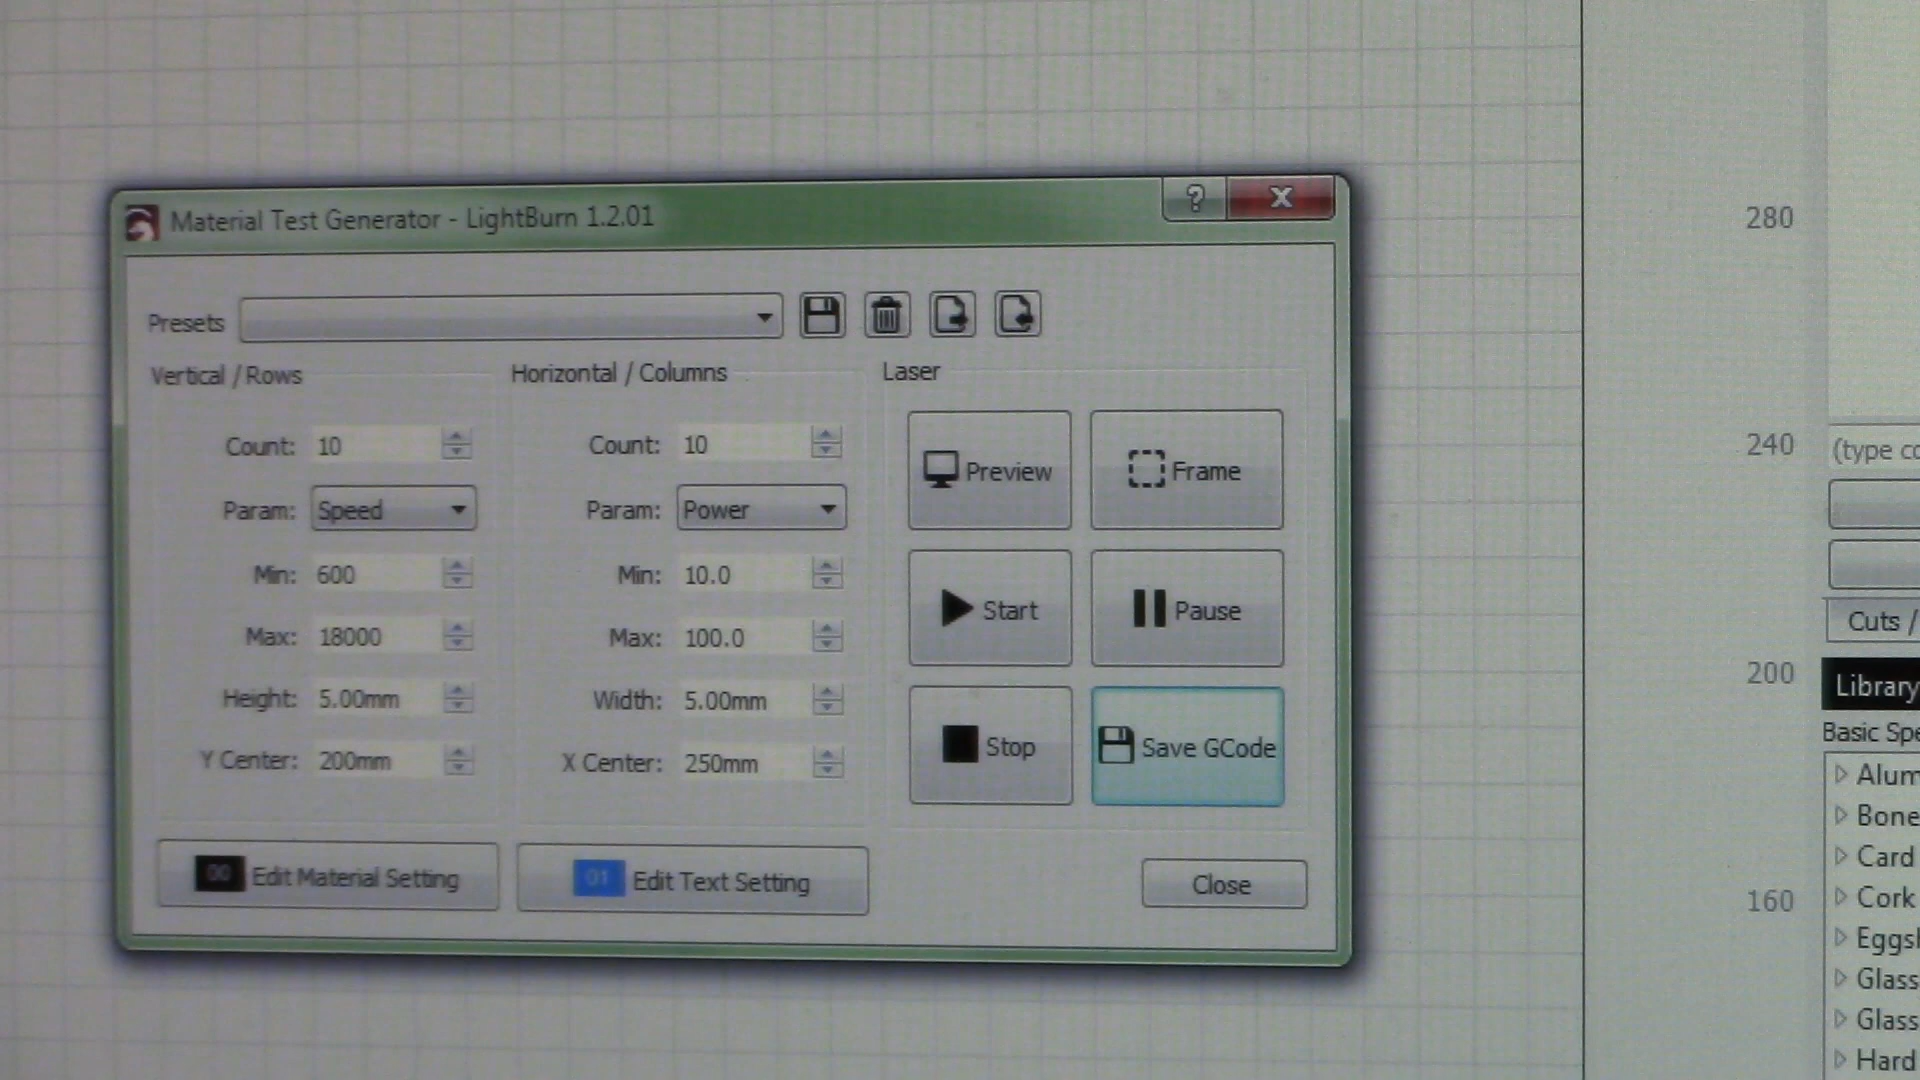 Material Test Generator - LightBurn 1.2.01
?
X
Presets
Vertical / Rows
Count: 10
Param: Speed
Min: 600
Max: 18000
Height: 5.00mm
Y Center: 200mm
Horizontal / Columns
Count: 10
Param: Power
Min: 10.0
Max: 100.0
Width: 5.00mm
X Center: 250mm
Laser
Preview
Frame
Start
Pause
Stop
Save GCode
00 Edit Material Setting
01 Edit Text Setting
Close
280
240
200
160
(type co
Cuts /
Library
Basic Spe
Alum
Bone
Card
Cork
Eggsh
Glass
Glass
Hard